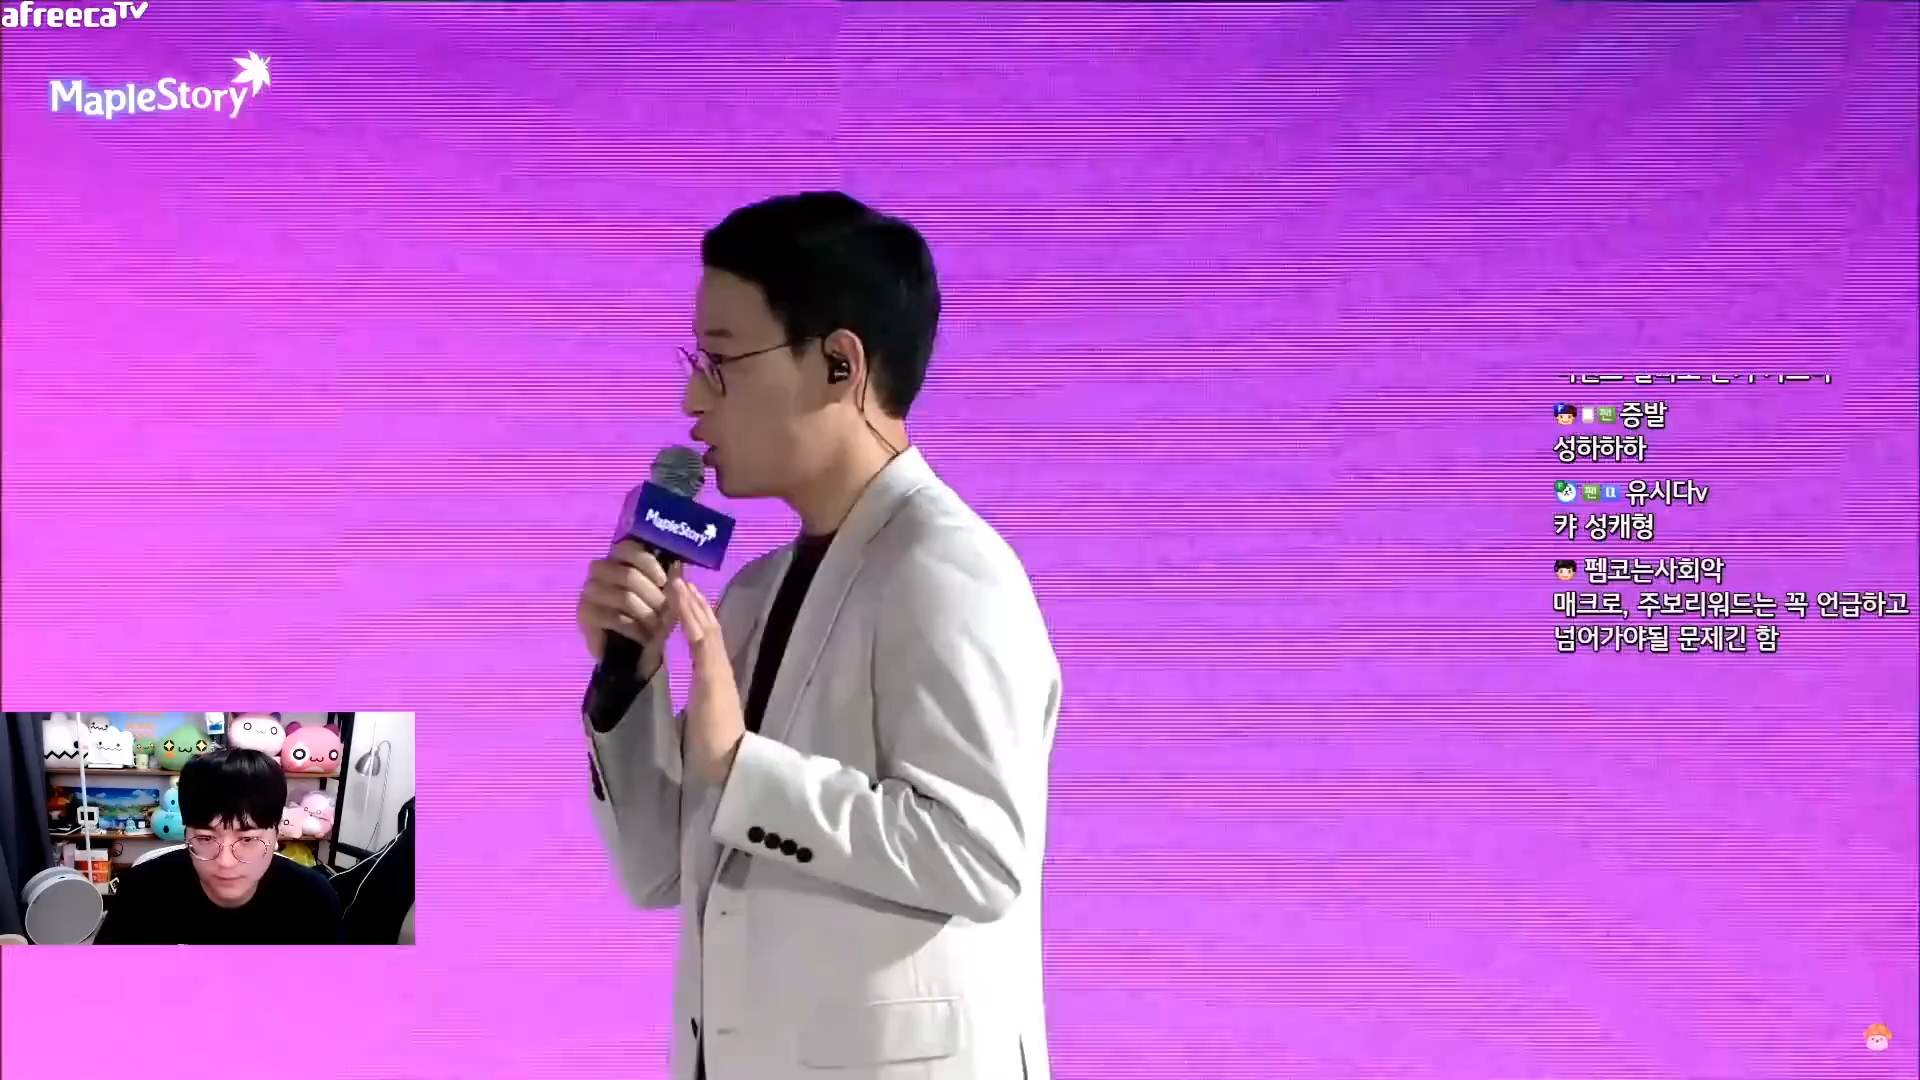 afreecaTV
MapleStory
MapleStory
팬 증발
성하하하
팬 유시다v
캬 성캐형
펨코는사회악
매크로, 주보리워드는 꼭 언급하고
넘어가야될 문제긴 함